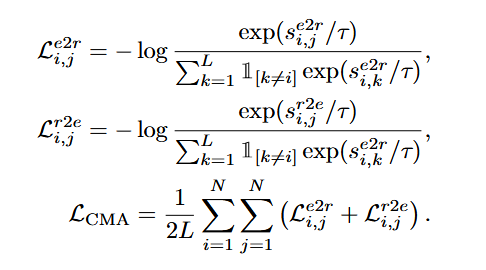 $\mathcal{L}_{i,j}^{e2r} = -\log \frac{\exp(s_{i,j}^{e2r}/\tau)}{\sum_{k=1}^{L} \mathbb{1}_{[k \neq i]} \exp(s_{i,k}^{e2r}/\tau)},$
$\mathcal{L}_{i,j}^{r2e} = -\log \frac{\exp(s_{i,j}^{r2e}/\tau)}{\sum_{k=1}^{L} \mathbb{1}_{[k \neq i]} \exp(s_{i,k}^{e2r}/\tau)},$
$\mathcal{L}_{\mathrm{CMA}} = \frac{1}{2L} \sum_{i=1}^{N} \sum_{j=1}^{N} \left( \mathcal{L}_{i,j}^{e2r} + \mathcal{L}_{i,j}^{r2e} \right).$